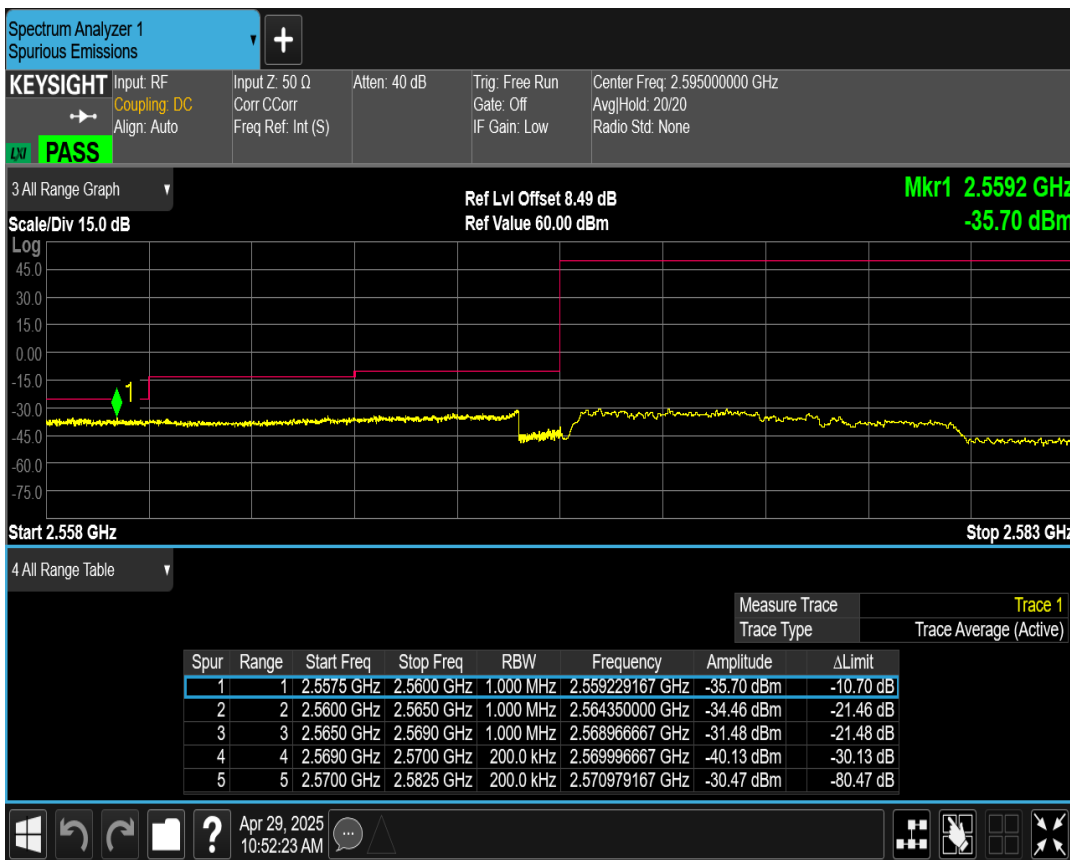 Spectrum Analyzer 1
Spurious Emissions
KEYSIGHT
Input: RF
Coupling: DC
Align: Auto
Input Z: 50 Ω
Corr CCorr
Freq Ref: Int (S)
Atten: 40 dB
Trig: Free Run
Gate: Off
IF Gain: Low
Center Freq: 2.595000000 GHz
Avg|Hold: 20/20
Radio Std: None
LXI PASS
3 All Range Graph
Ref Lvl Offset 8.49 dB
Mkr1 2.5592 GHz
Scale/Div 15.0 dB
Ref Value 60.00 dBm
-35.70 dBm
Log
45.0
30.0
15.0
0.00
-15.0
1
-30.0
-45.0
-60.0
-75.0
Start 2.558 GHz
Stop 2.583 GHz
4 All Range Table
Measure Trace Trace 1
Trace Type Trace Average (Active)
Spur Range Start Freq Stop Freq RBW Frequency Amplitude ΔLimit
1 1 2.5575 GHz 2.5600 GHz 1.000 MHz 2.559229167 GHz -35.70 dBm -10.70 dB
2 2 2.5600 GHz 2.5650 GHz 1.000 MHz 2.564350000 GHz -34.46 dBm -21.46 dB
3 3 2.5650 GHz 2.5690 GHz 1.000 MHz 2.568966667 GHz -31.48 dBm -21.48 dB
4 4 2.5690 GHz 2.5700 GHz 200.0 kHz 2.569996667 GHz -40.13 dBm -30.13 dB
5 5 2.5700 GHz 2.5825 GHz 200.0 kHz 2.570979167 GHz -30.47 dBm -80.47 dB
?
Apr 29, 2025
10:52:23 AM